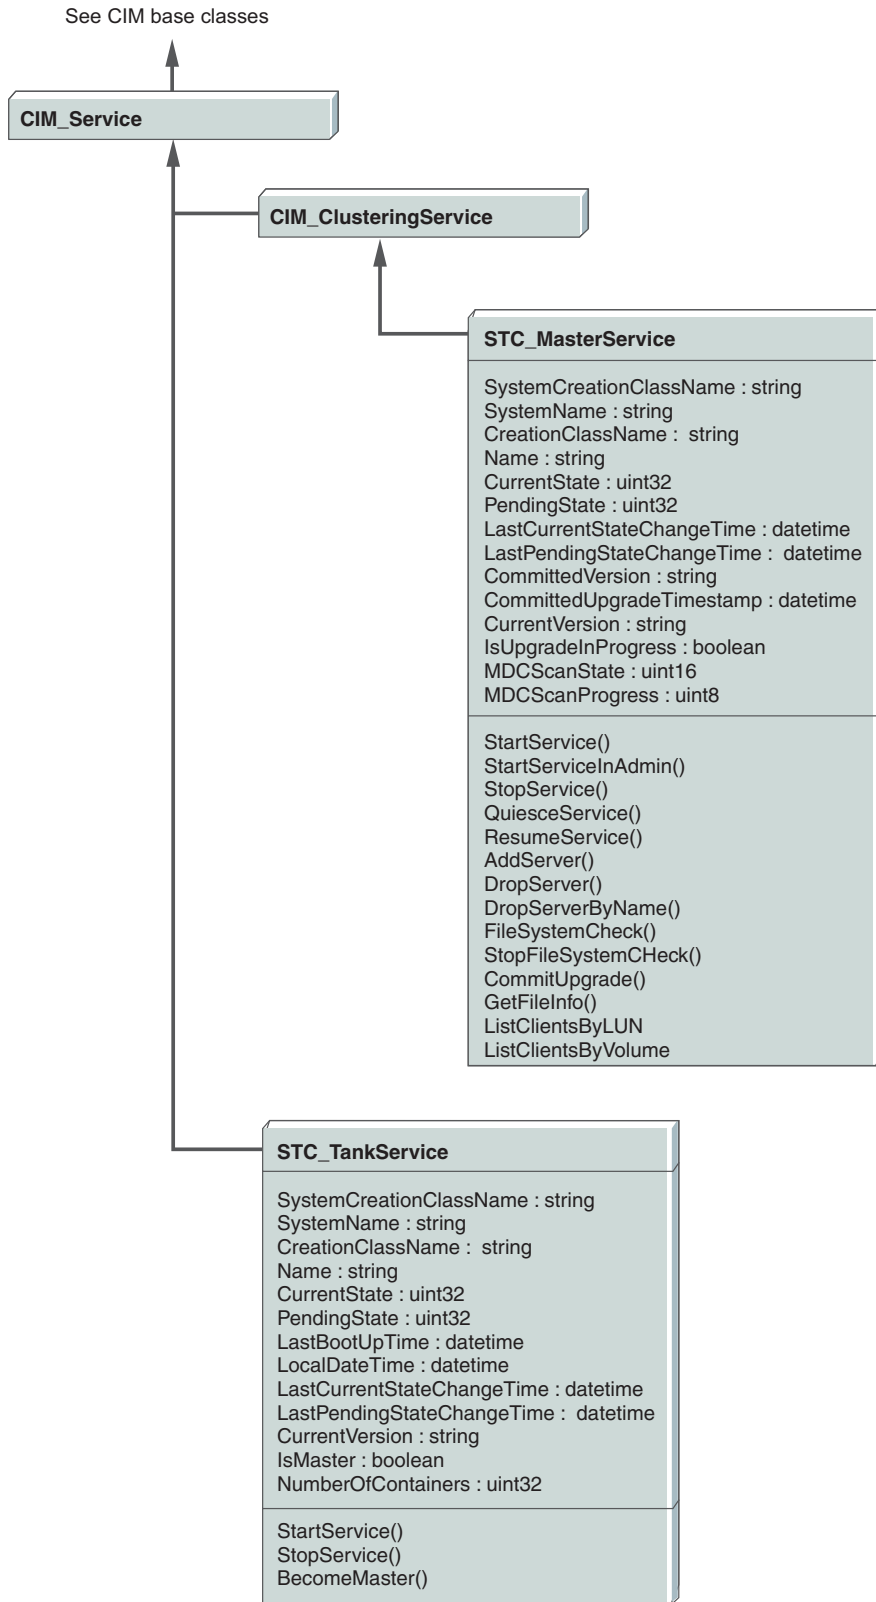 See CIM base classes
CIM_Service
CIM_ClusteringService
STC_MasterService
SystemCreationClassName : string
SystemName : string
CreationClassName :  string
Name : string
CurrentState : uint32
PendingState : uint32
LastCurrentStateChangeTime : datetime
LastPendingStateChangeTime :  datetime
CommittedVersion : string
CommittedUpgradeTimestamp : datetime
CurrentVersion : string
IsUpgradeInProgress : boolean
MDCScanState : uint16
MDCScanProgress : uint8
StartService()
StartServiceInAdmin()
StopService()
QuiesceService()
ResumeService()
AddServer()
DropServer()
DropServerByName()
FileSystemCheck()
StopFileSystemCHeck()
CommitUpgrade()
GetFileInfo()
ListClientsByLUN
ListClientsByVolume
STC_TankService
SystemCreationClassName : string
SystemName : string
CreationClassName :  string
Name : string
CurrentState : uint32
PendingState : uint32
LastBootUpTime : datetime
LocalDateTime : datetime
LastCurrentStateChangeTime : datetime
LastPendingStateChangeTime :  datetime
CurrentVersion : string
IsMaster : boolean
NumberOfContainers : uint32
StartService()
StopService()
BecomeMaster()